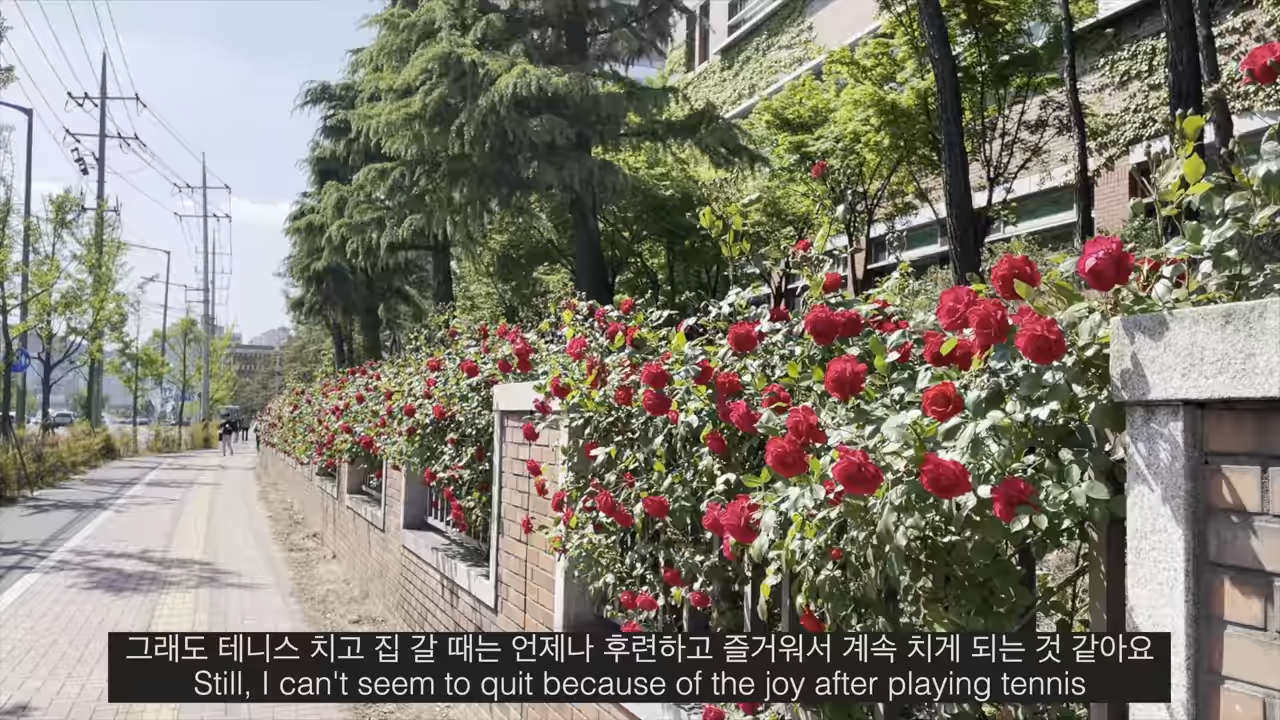 그래도 테니스 치고 집 갈 때는 언제나 후련하고 즐거워서 계속 치게 되는 것 같아요
Still, I can't seem to quit because of the joy after playing tennis